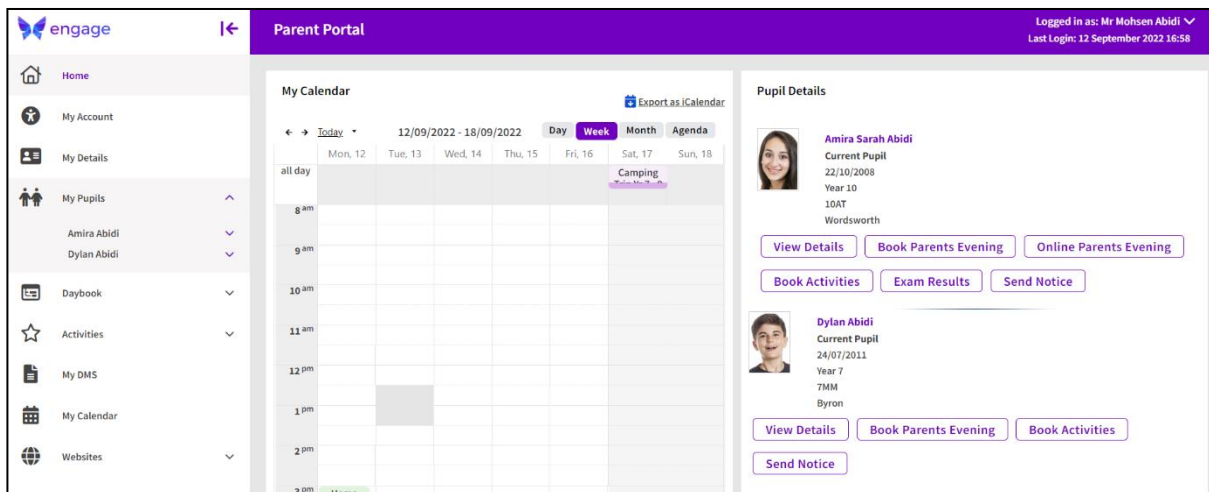 engage
Home
My Account
My Details
My Pupils
Amira Abidi
Dylan Abidi
Daybook
Activities
My DMS
My Calendar
Websites
Parent Portal
Logged in as: Mr Mohsen Abidi
Last Login: 12 September 2022 16:58
My Calendar
Export as iCalendar
Today 12/09/2022 - 18/09/2022 Day Week Month Agenda
Mon, 12 Tue, 13 Wed, 14 Thu, 15 Fri, 16 Sat, 17 Sun, 18
all day Camping
8 am
9 am
10 am
11 am
12 pm
1 pm
2 pm
3 pm
Pupil Details
Amira Sarah Abidi
Current Pupil
22/10/2008
Year 10
10AT
Wordsworth
View Details Book Parents Evening Online Parents Evening
Book Activities Exam Results Send Notice
Dylan Abidi
Current Pupil
24/07/2011
Year 7
7MM
Byron
View Details Book Parents Evening Book Activities
Send Notice